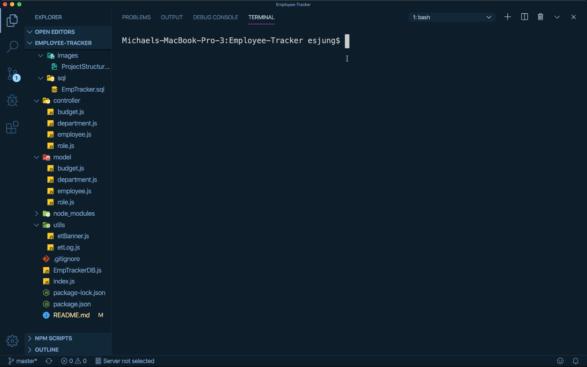 Employee-Tracker
EXPLORER
OPEN EDITORS
EMPLOYEE-TRACKER
images
ProjectStructur...
sql
EmpTracker.sql
controller
budget.js
department.js
employee.js
role.js
model
budget.js
department.js
employee.js
role.js
node_modules
utils
etBanner.js
etLog.js
.gitignore
EmpTrackerDB.js
index.js
package-lock.json
package.json
README.md M
NPM SCRIPTS
OUTLINE
PROBLEMS OUTPUT DEBUG CONSOLE TERMINAL 1: bash
Michaels-MacBook-Pro-3:Employee-Tracker esjung$
1
master* 0 0 Server not selected